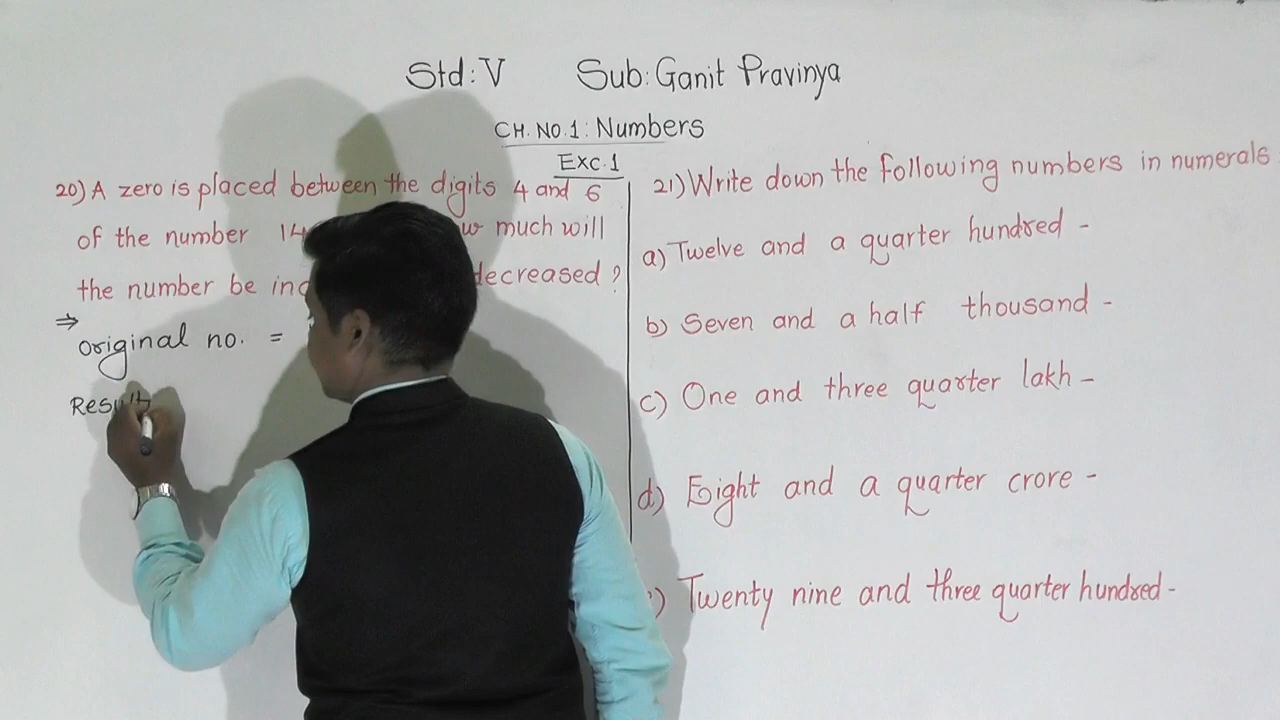 Std: V Sub: Ganit Pravinya
CH. NO. 1: Numbers
Exc. 1
20) A zero is placed between the digits 4 and 6
of the number 14 much will
the number be decreased?
⇒
original no. =
Result
21) Write down the following numbers in numerals
a) Twelve and a quarter hundred -
b) Seven and a half thousand -
c) One and three quarter lakh -
d) Eight and a quarter crore -
) Twenty nine and three quarter hundred -